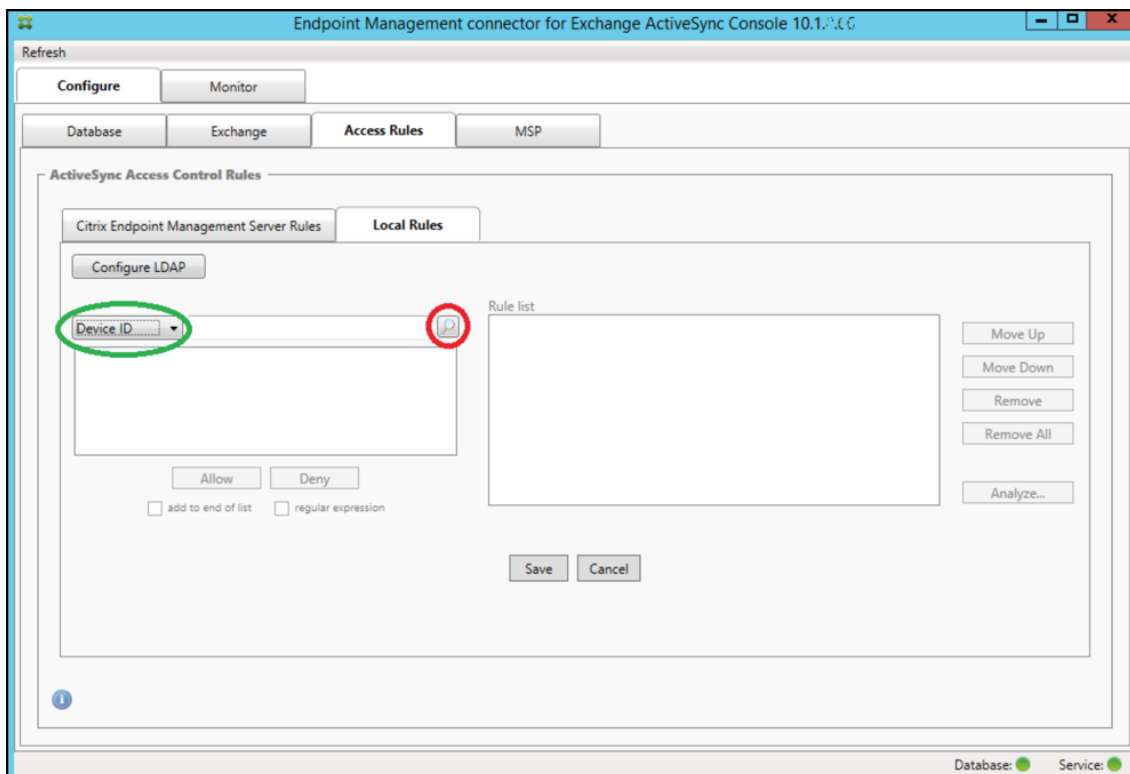 Endpoint Management connector for Exchange ActiveSync Console 10.1.
Refresh
Configure
Monitor
Database
Exchange
Access Rules
MSP
ActiveSync Access Control Rules
Citrix Endpoint Management Server Rules
Local Rules
Configure LDAP
Device ID
Rule list
Move Up
Move Down
Remove
Remove All
Analyze...
Allow
Deny
add to end of list
regular expression
Save
Cancel
Database:
Service: